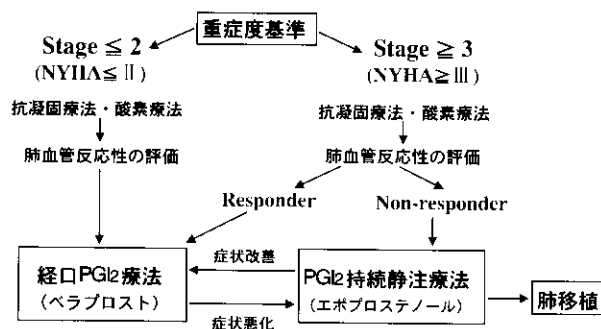 重症度基準
Stage ≦ 2
(NYHA≦Ⅱ)
抗凝固療法・酸素療法
肺血管反応性の評価
Stage ≧ 3
(NYHA≧Ⅲ)
抗凝固療法・酸素療法
肺血管反応性の評価
Responder
Non-responder
経口PGI2療法
(ベラプロスト)
症状改善
症状悪化
PGI2持続静注療法
(エポプロステノール)
肺移植